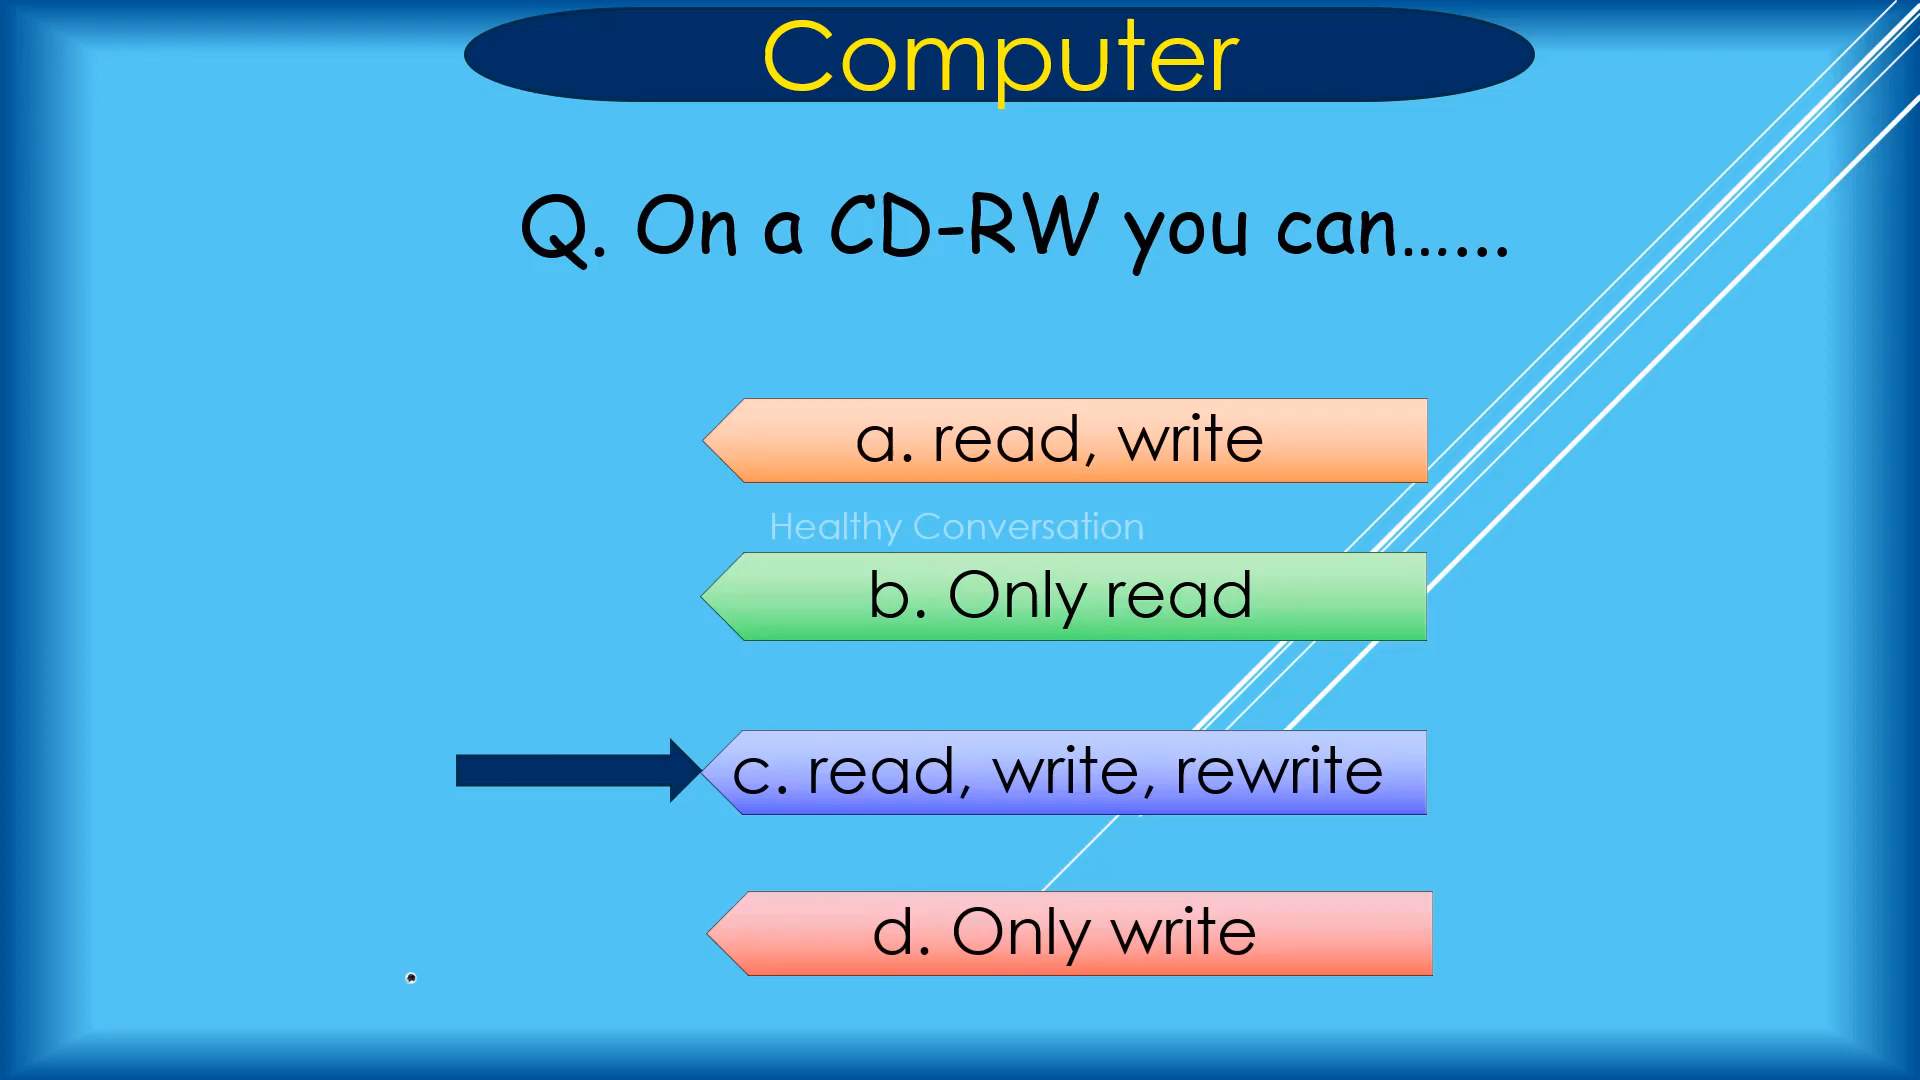 Computer
Q. On a CD-RW you can......
a. read, write
Healthy Conversation
b. Only read
c. read, write, rewrite
d. Only write